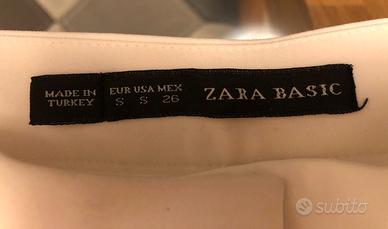 MADE IN
TURKEY
EUR USA MEX
S S 26
ZARA BASIC
subito